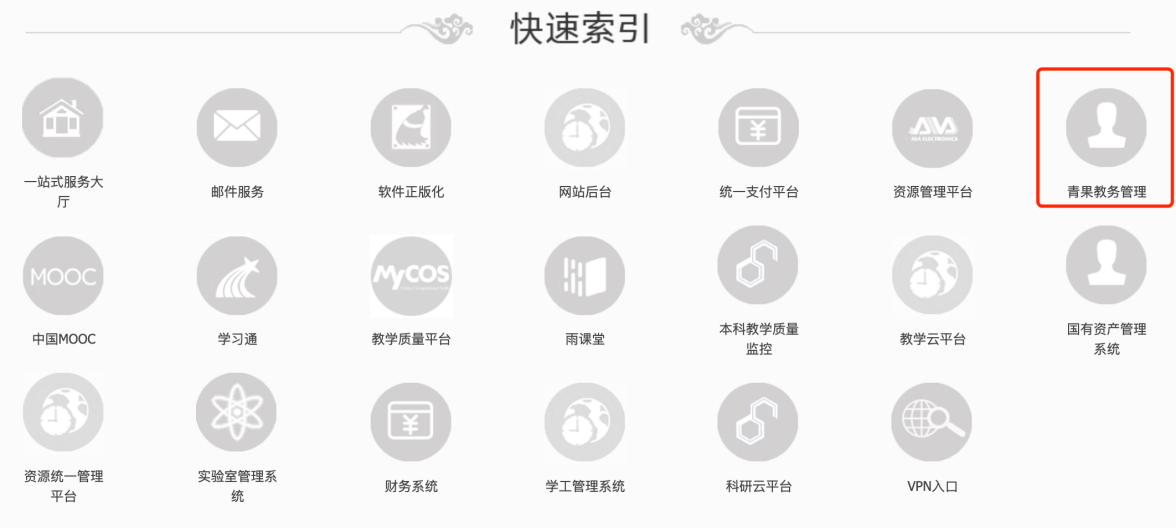 快速索引
一站式服务大
厅
邮件服务
软件正版化
网站后台
统一支付平台
AVA
AVA ELECTRONICS
资源管理平台
青果教务管理
MOOC
中国MOOC
学习通
MyCOS
教学质量平台
雨课堂
本科教学质量
监控
教学云平台
国有资产管理
系统
资源统一管理
平台
实验室管理系
统
¥
财务系统
学工管理系统
科研云平台
VPN入口